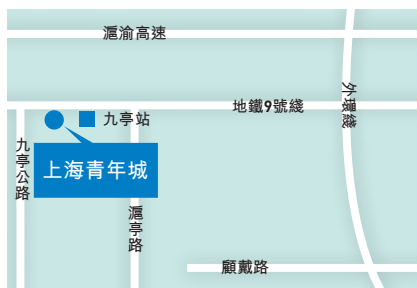 滬渝高速
地鐵9號綫
外環綫
九亭站
九亭公路
上海青年城
滬亭路
顧戴路